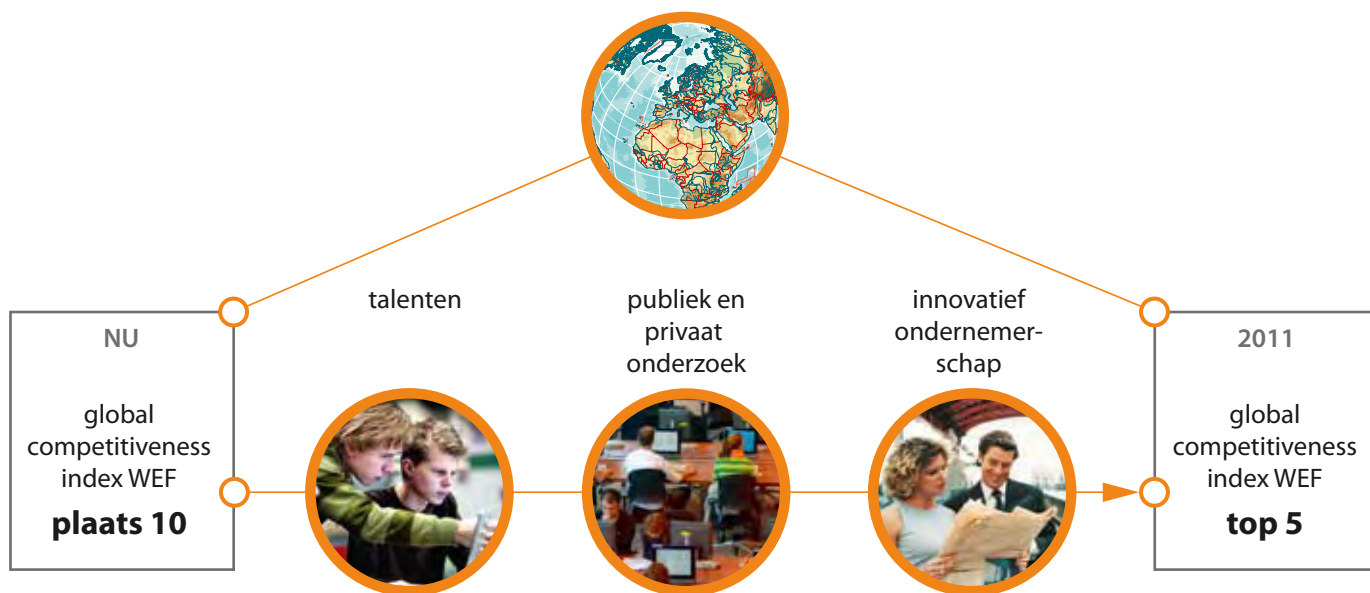 talenten
publiek en
privaat
onderzoek
innovatief
ondernemer-
schap
NU
global
competitiveness
index WEF
plaats 10
2011
global
competitiveness
index WEF
top 5